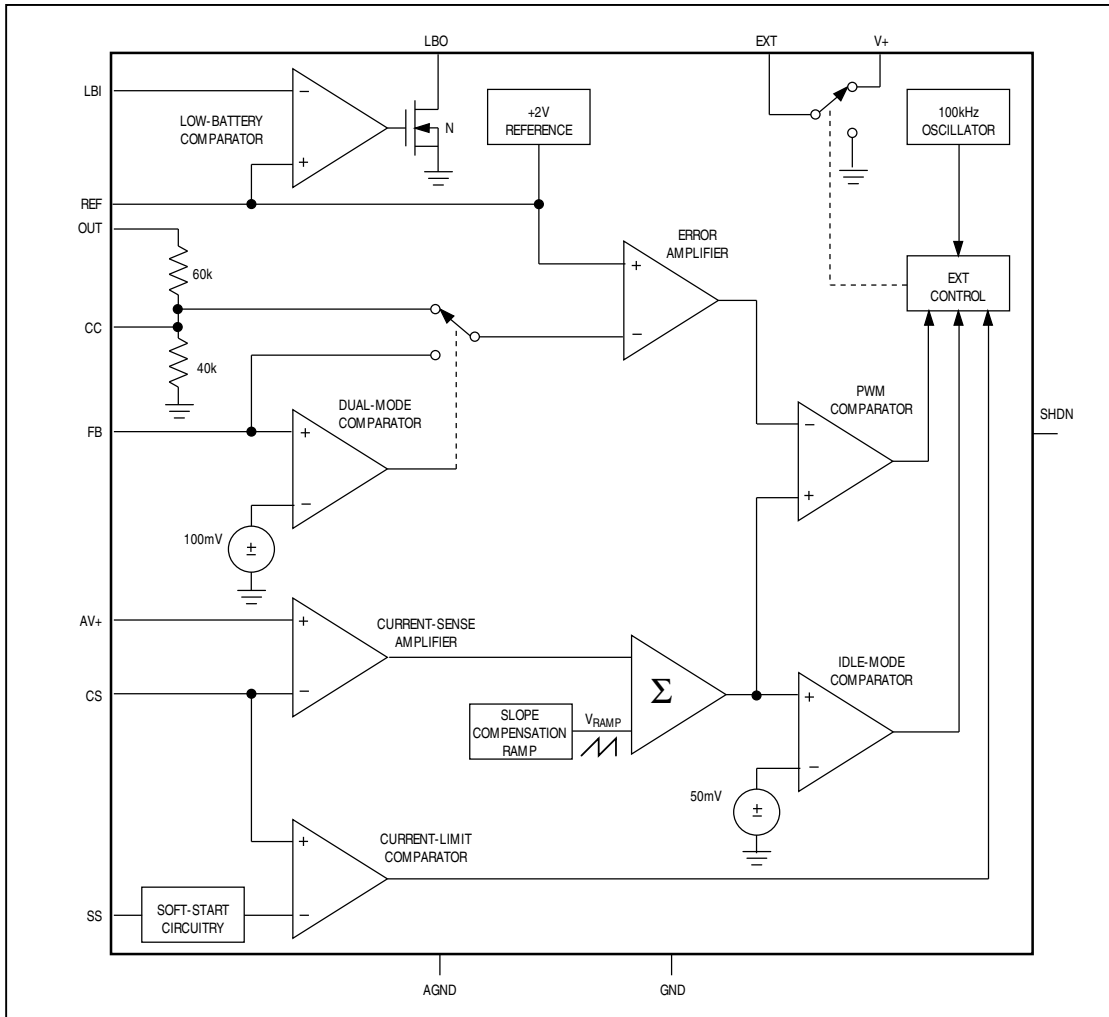 LBO
EXT
V+
LBI
−
LOW-BATTERY
COMPARATOR
+
N
+2V
REFERENCE
100kHz
OSCILLATOR
REF
OUT
60k
ERROR
AMPLIFIER
+
−
EXT
CONTROL
CC
40k
DUAL-MODE
COMPARATOR
PWM
COMPARATOR
−
+
SHDN
FB
+
−
100mV
±
AV+
+
−
CURRENT-SENSE
AMPLIFIER
CS
Σ
SLOPE
COMPENSATION
RAMP
VRAMP
IDLE-MODE
COMPARATOR
+
−
50mV
±
+
−
CURRENT-LIMIT
COMPARATOR
SS
SOFT-START
CIRCUITRY
AGND
GND